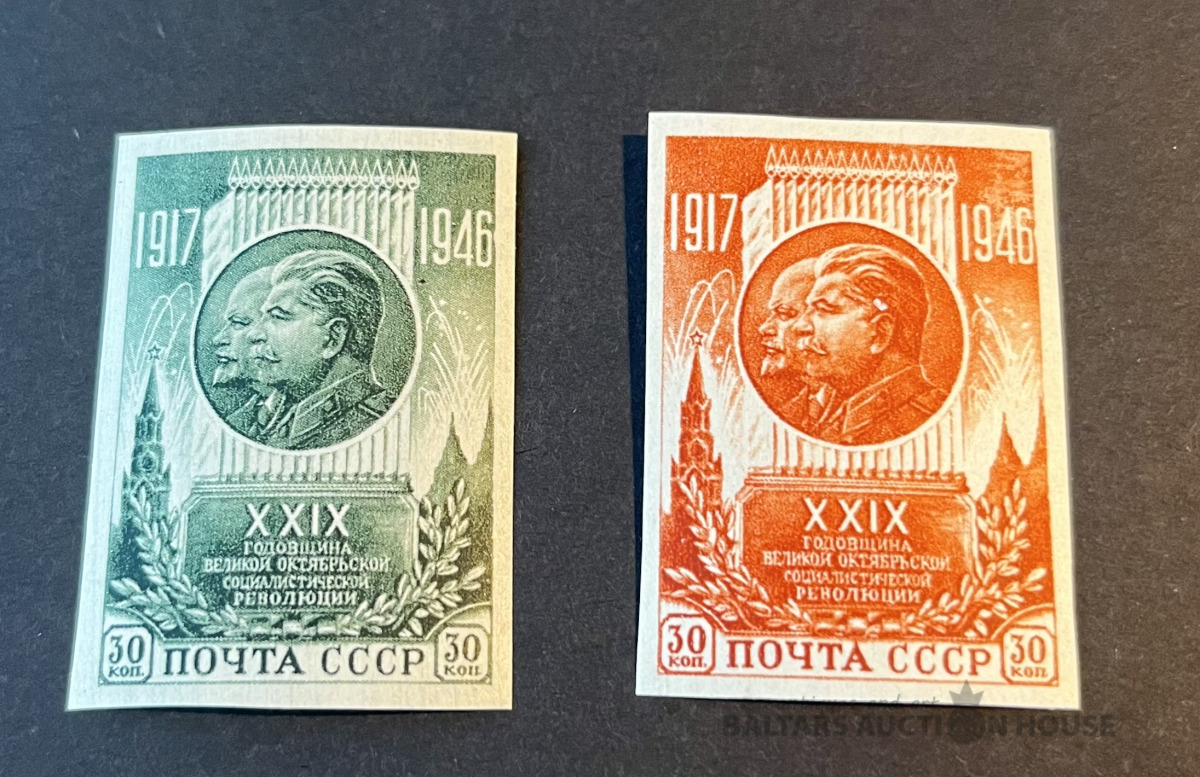 1917 1946
XXIX
ГОДОВЩИНА
ВЕЛИКОЙ ОКТЯБРЬСКОЙ
СОЦИАЛИСТИЧЕСКОЙ
РЕВОЛЮЦИИ
30 КОП. ПОЧТА СССР 30 КОП.
1917 1946
XXIX
ГОДОВЩИНА
ВЕЛИКОЙ ОКТЯБРЬСКОЙ
СОЦИАЛИСТИЧЕСКОЙ
РЕВОЛЮЦИИ
30 КОП. ПОЧТА СССР 30 КОП.
BALTARS AUCTION HOUSE